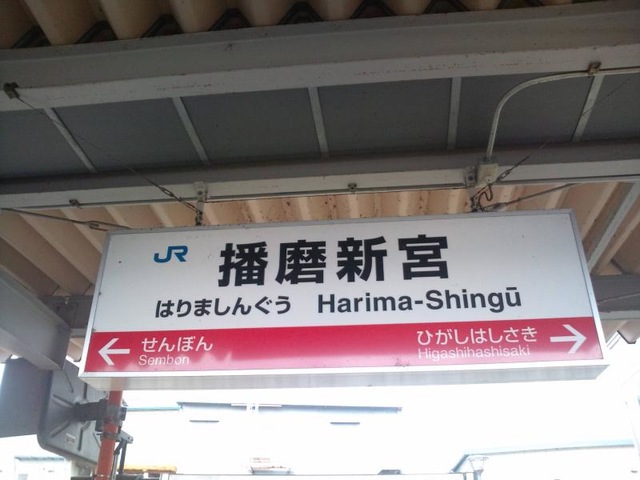 JR 播磨新宮
はりましんぐう Harima-Shingū
← せんぼん ひがしはしさき →
Sembon Higashihashisaki